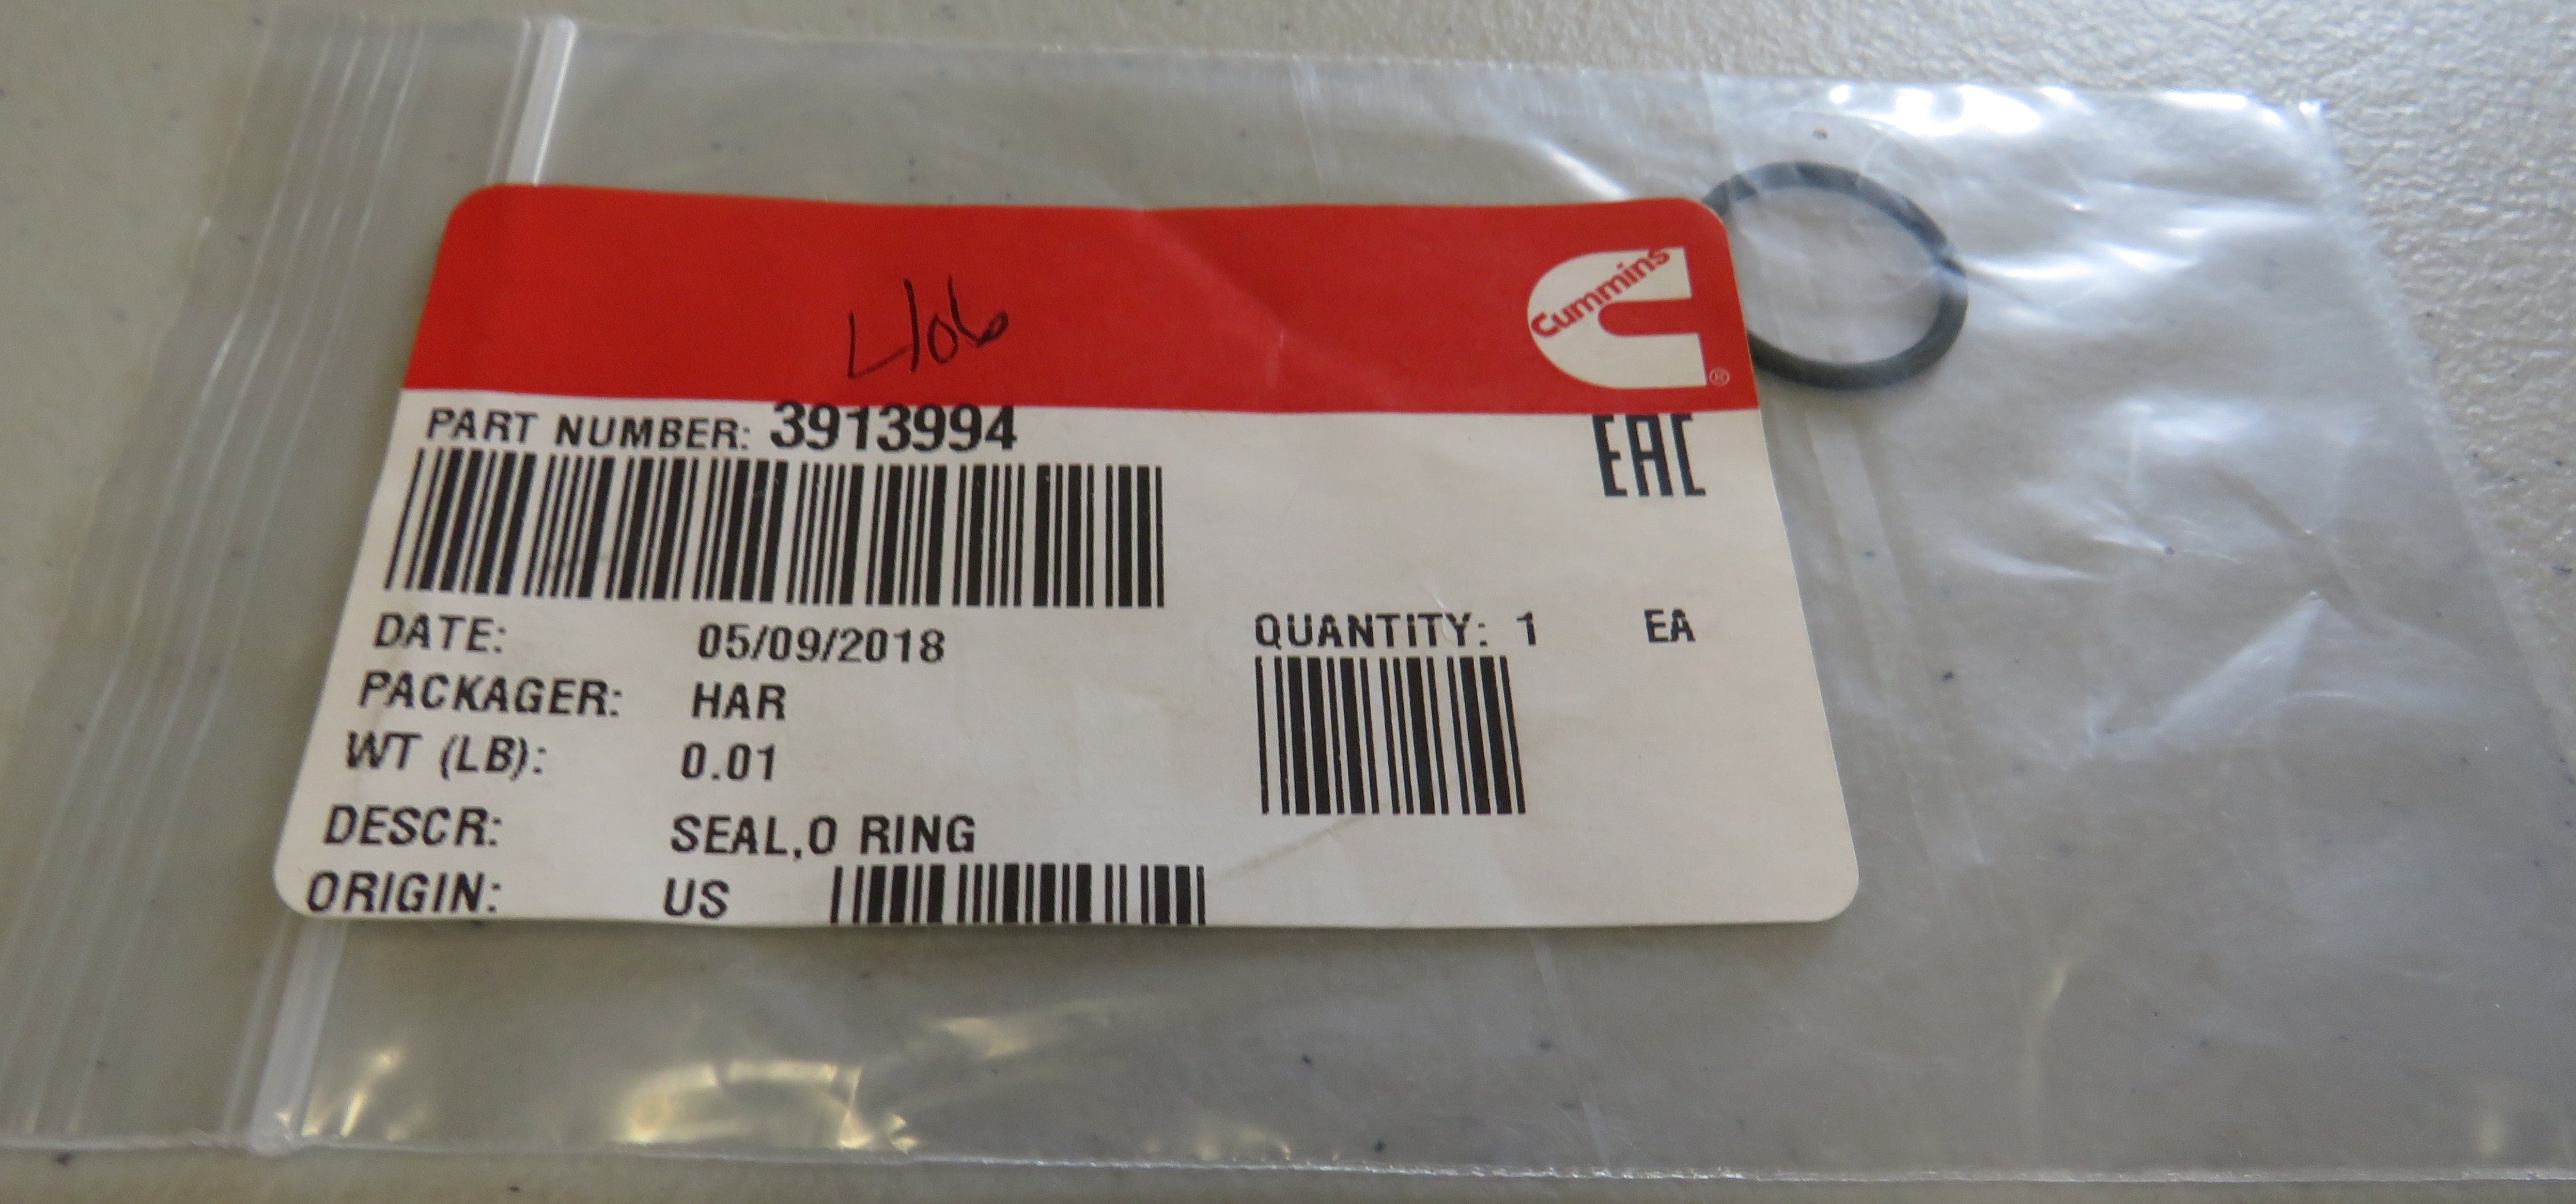 406
Cummins
®
PART NUMBER: 3913994
EAC
DATE: 05/09/2018
QUANTITY: 1 EA
PACKAGER: HAR
WT (LB): 0.01
DESCR: SEAL,O RING
ORIGIN: US